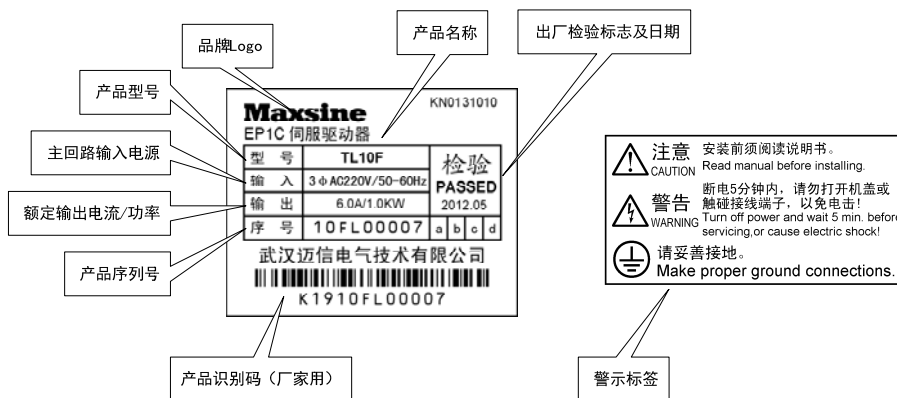 品牌Logo
产品名称
出厂检验标志及日期
产品型号
主回路输入电源
额定输出电流/功率
产品序列号
Maxsine
KN0131010
EP1C 伺服驱动器
型 号 TL10F
输 入 3ΦAC220V/50-60Hz
输 出 6.0A/1.0KW
序 号 10FL00007
检验
PASSED
2012.05
a b c d
武汉迈信电气技术有限公司
K1910FL00007
注意 安装前须阅读说明书。
CAUTION Read manual before installing.
警告 断电5分钟内，请勿打开机盖或
触碰接线端子，以免电击！
WARNING Turn off power and wait 5 min. before
servicing,or cause electric shock!
请妥善接地。
Make proper ground connections.
产品识别码（厂家用）
警示标签